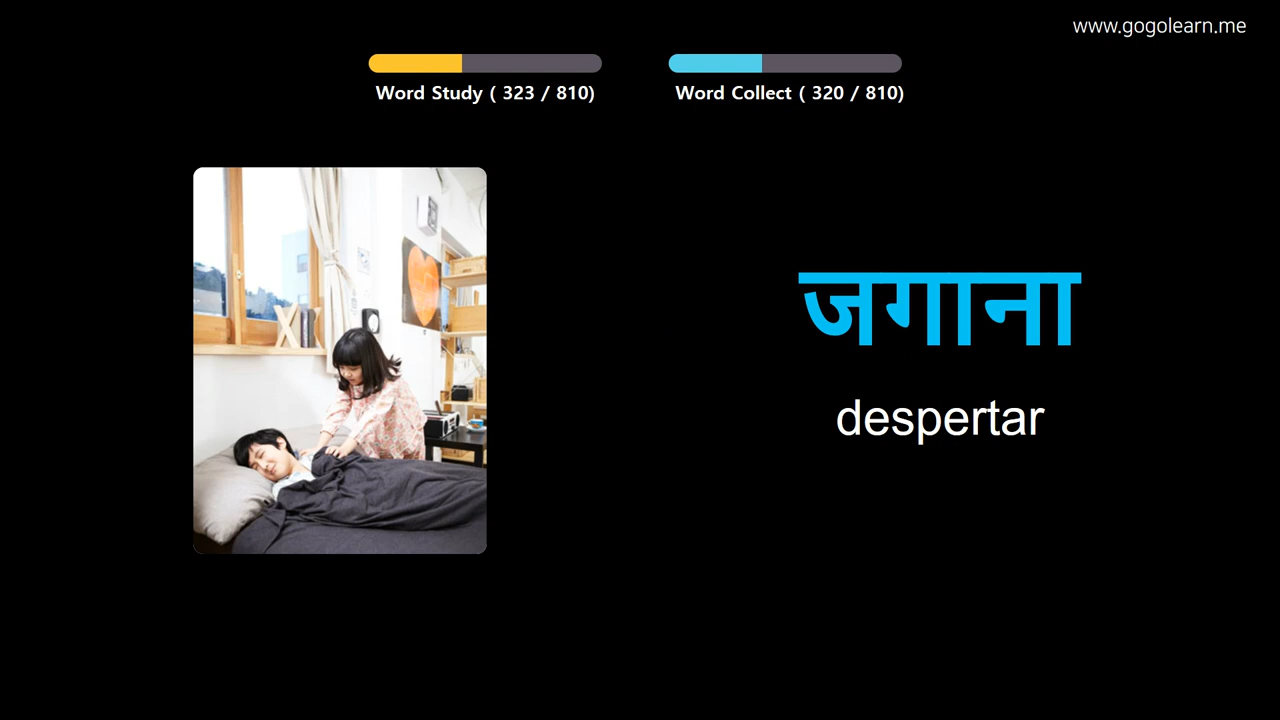 www.gogolearn.me
Word Study ( 323 / 810)
Word Collect ( 320 / 810)
जगाना
despertar